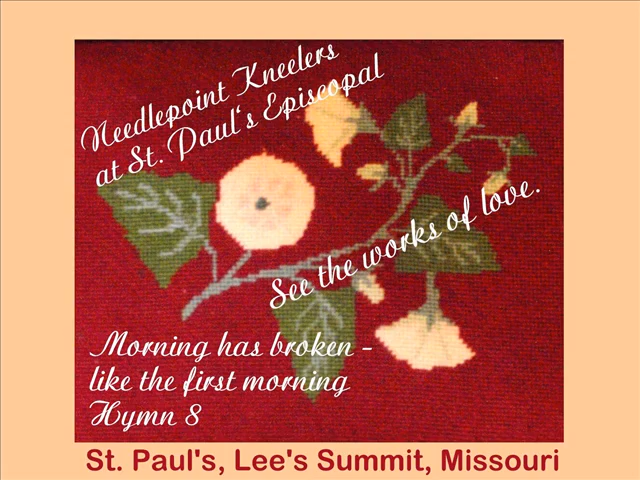 Needlepoint Kneelers
at St. Paul's Episcopal
See the works of love.
Morning has broken -
like the first morning
Hymn 8
St. Paul's, Lee's Summit, Missouri